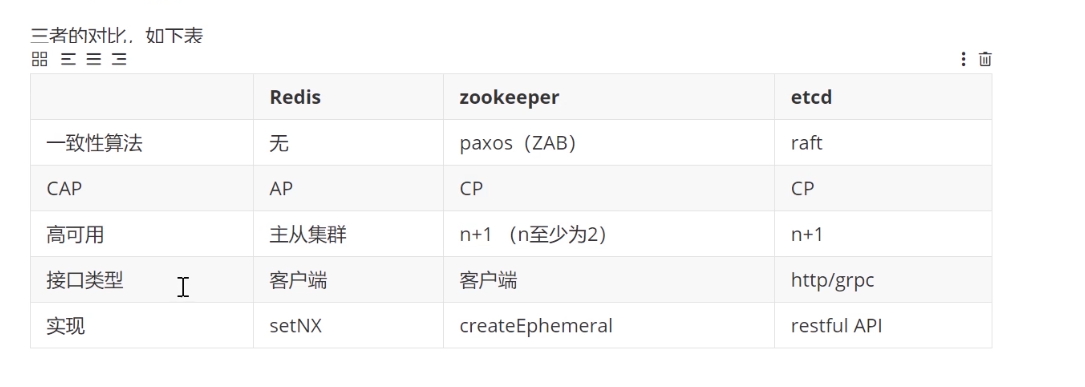 三者的对比，如下表
Redis zookeeper etcd
一致性算法 无 paxos（ZAB） raft
CAP AP CP CP
高可用 主从集群 n+1 （n至少为2） n+1
接口类型 客户端 客户端 http/grpc
实现 setNX createEphemeral restful API